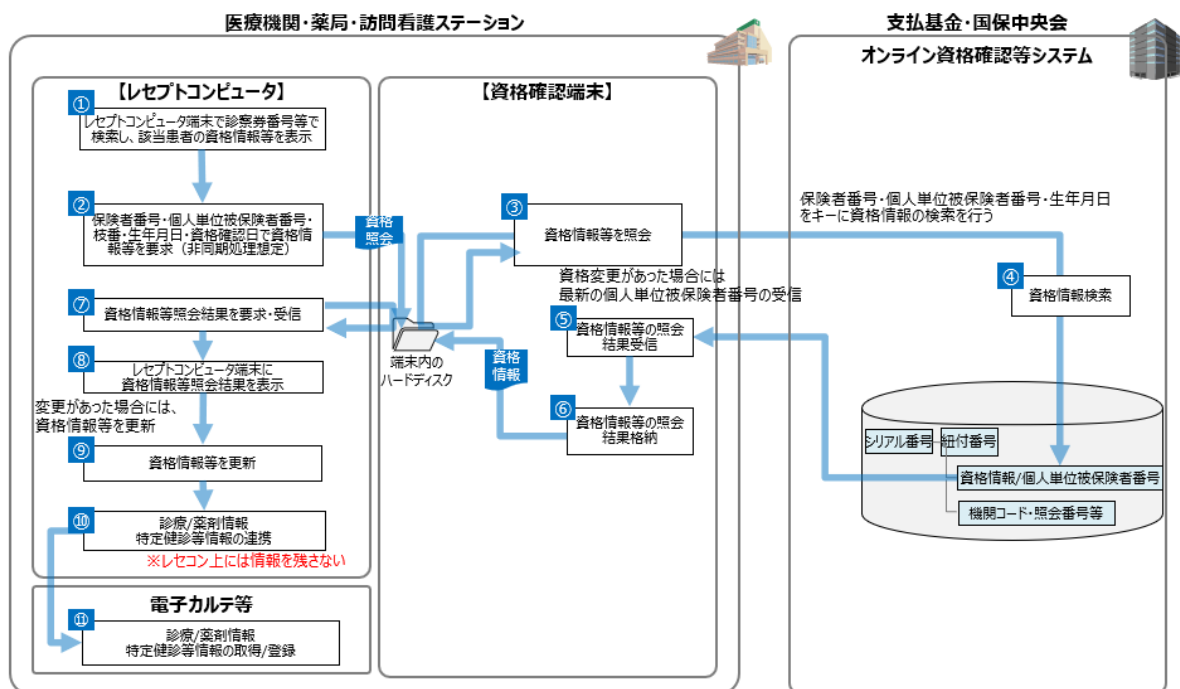 医療機関・薬局・訪問看護ステーション
支払基金・国保中央会
オンライン資格確認等システム
【レセプトコンピュータ】
【資格確認端末】
①
レセプトコンピュータ端末で診察券番号等で
検索し、該当患者の資格情報等を表示
②
保険者番号・個人単位被保険者番号・
枝番・生年月日・資格確認日で資格情
報等を要求（非同期処理想定）
資格
照会
③
資格情報等を照会
保険者番号・個人単位被保険者番号・生年月日
をキーに資格情報の検索を行う
④
資格情報検索
資格変更があった場合には
最新の個人単位被保険者番号の受信
⑤
資格情報等の照会
結果受信
⑥
資格情報等の照会
結果格納
資格
情報
端末内の
ハードディスク
⑦
資格情報等照会結果を要求・受信
⑧
レセプトコンピュータ端末に
資格情報等照会結果を表示
変更があった場合には、
資格情報等を更新
⑨
資格情報等を更新
⑩
診療/薬剤情報
特定健診等情報の連携
※レセコン上には情報を残さない
電子カルテ等
⑪
診療/薬剤情報
特定健診等情報の取得/登録
シリアル番号
紐付番号
資格情報/個人単位被保険者番号
機関コード・照会番号等